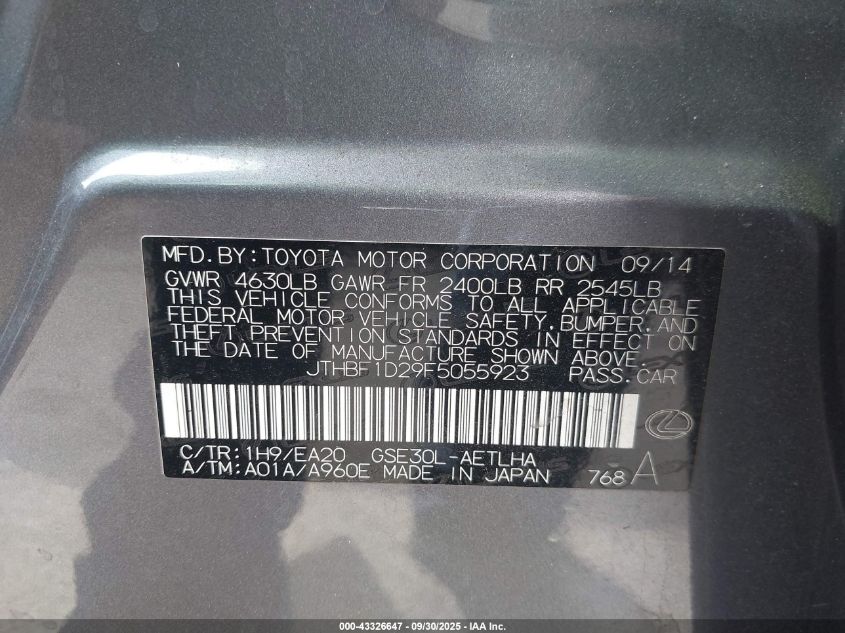 MFD.BY:TOYOTA MOTOR CORPORATION 09/14
GVWR 4630LB GAWR FR 2400LB RR 2545LB
THIS VEHICLE CONFORMS TO ALL APPLICABLE
FEDERAL MOTOR VEHICLE SAFETY,BUMPER,AND
THEFT PREVENTION STANDARDS IN EFFECT ON
THE DATE OF MANUFACTURE SHOWN ABOVE.
JTHBF1D29F5055923 PASS.CAR
C/TR:1H9/EA20 GSE30L-AETLHA
A/TM:A01A/A960E MADE IN JAPAN 768 A
000-43326647 - 09/30/2025 - IAA Inc.